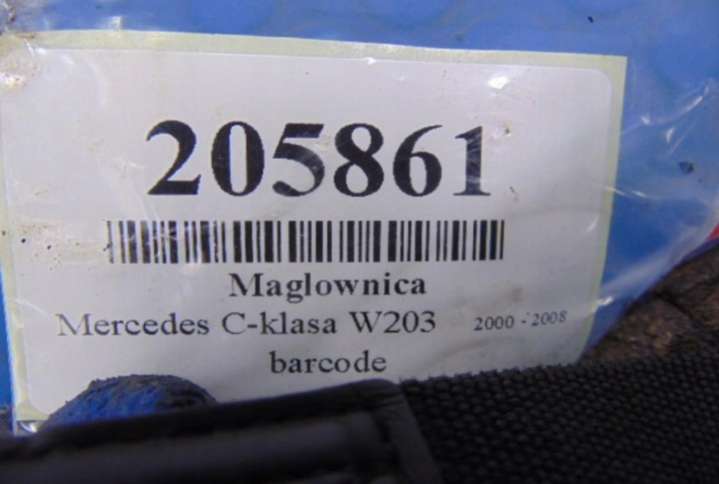 205861
Maglownica
Mercedes C-klasa W203 2000 - 2008
barcode